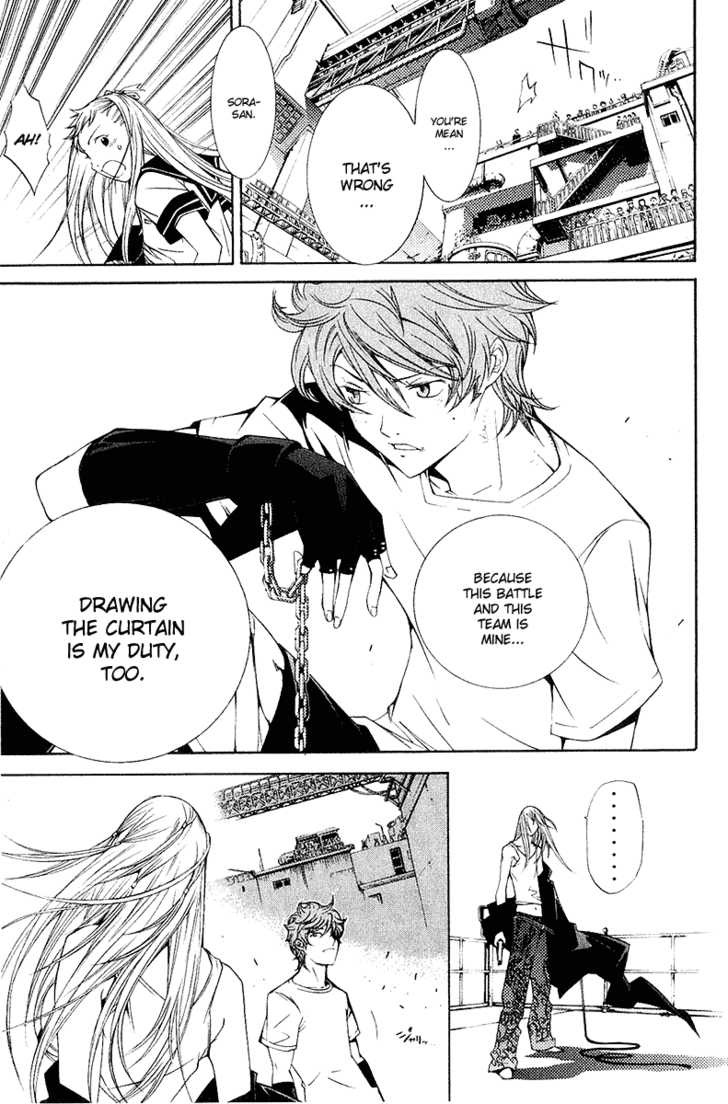 YOU'RE
MEAN
...
THAT'S
WRONG
...
SORA-
SAN.
AH!
BECAUSE
THIS BATTLE
AND THIS
TEAM IS
MINE...
DRAWING
THE CURTAIN
IS MY DUTY,
TOO.
......